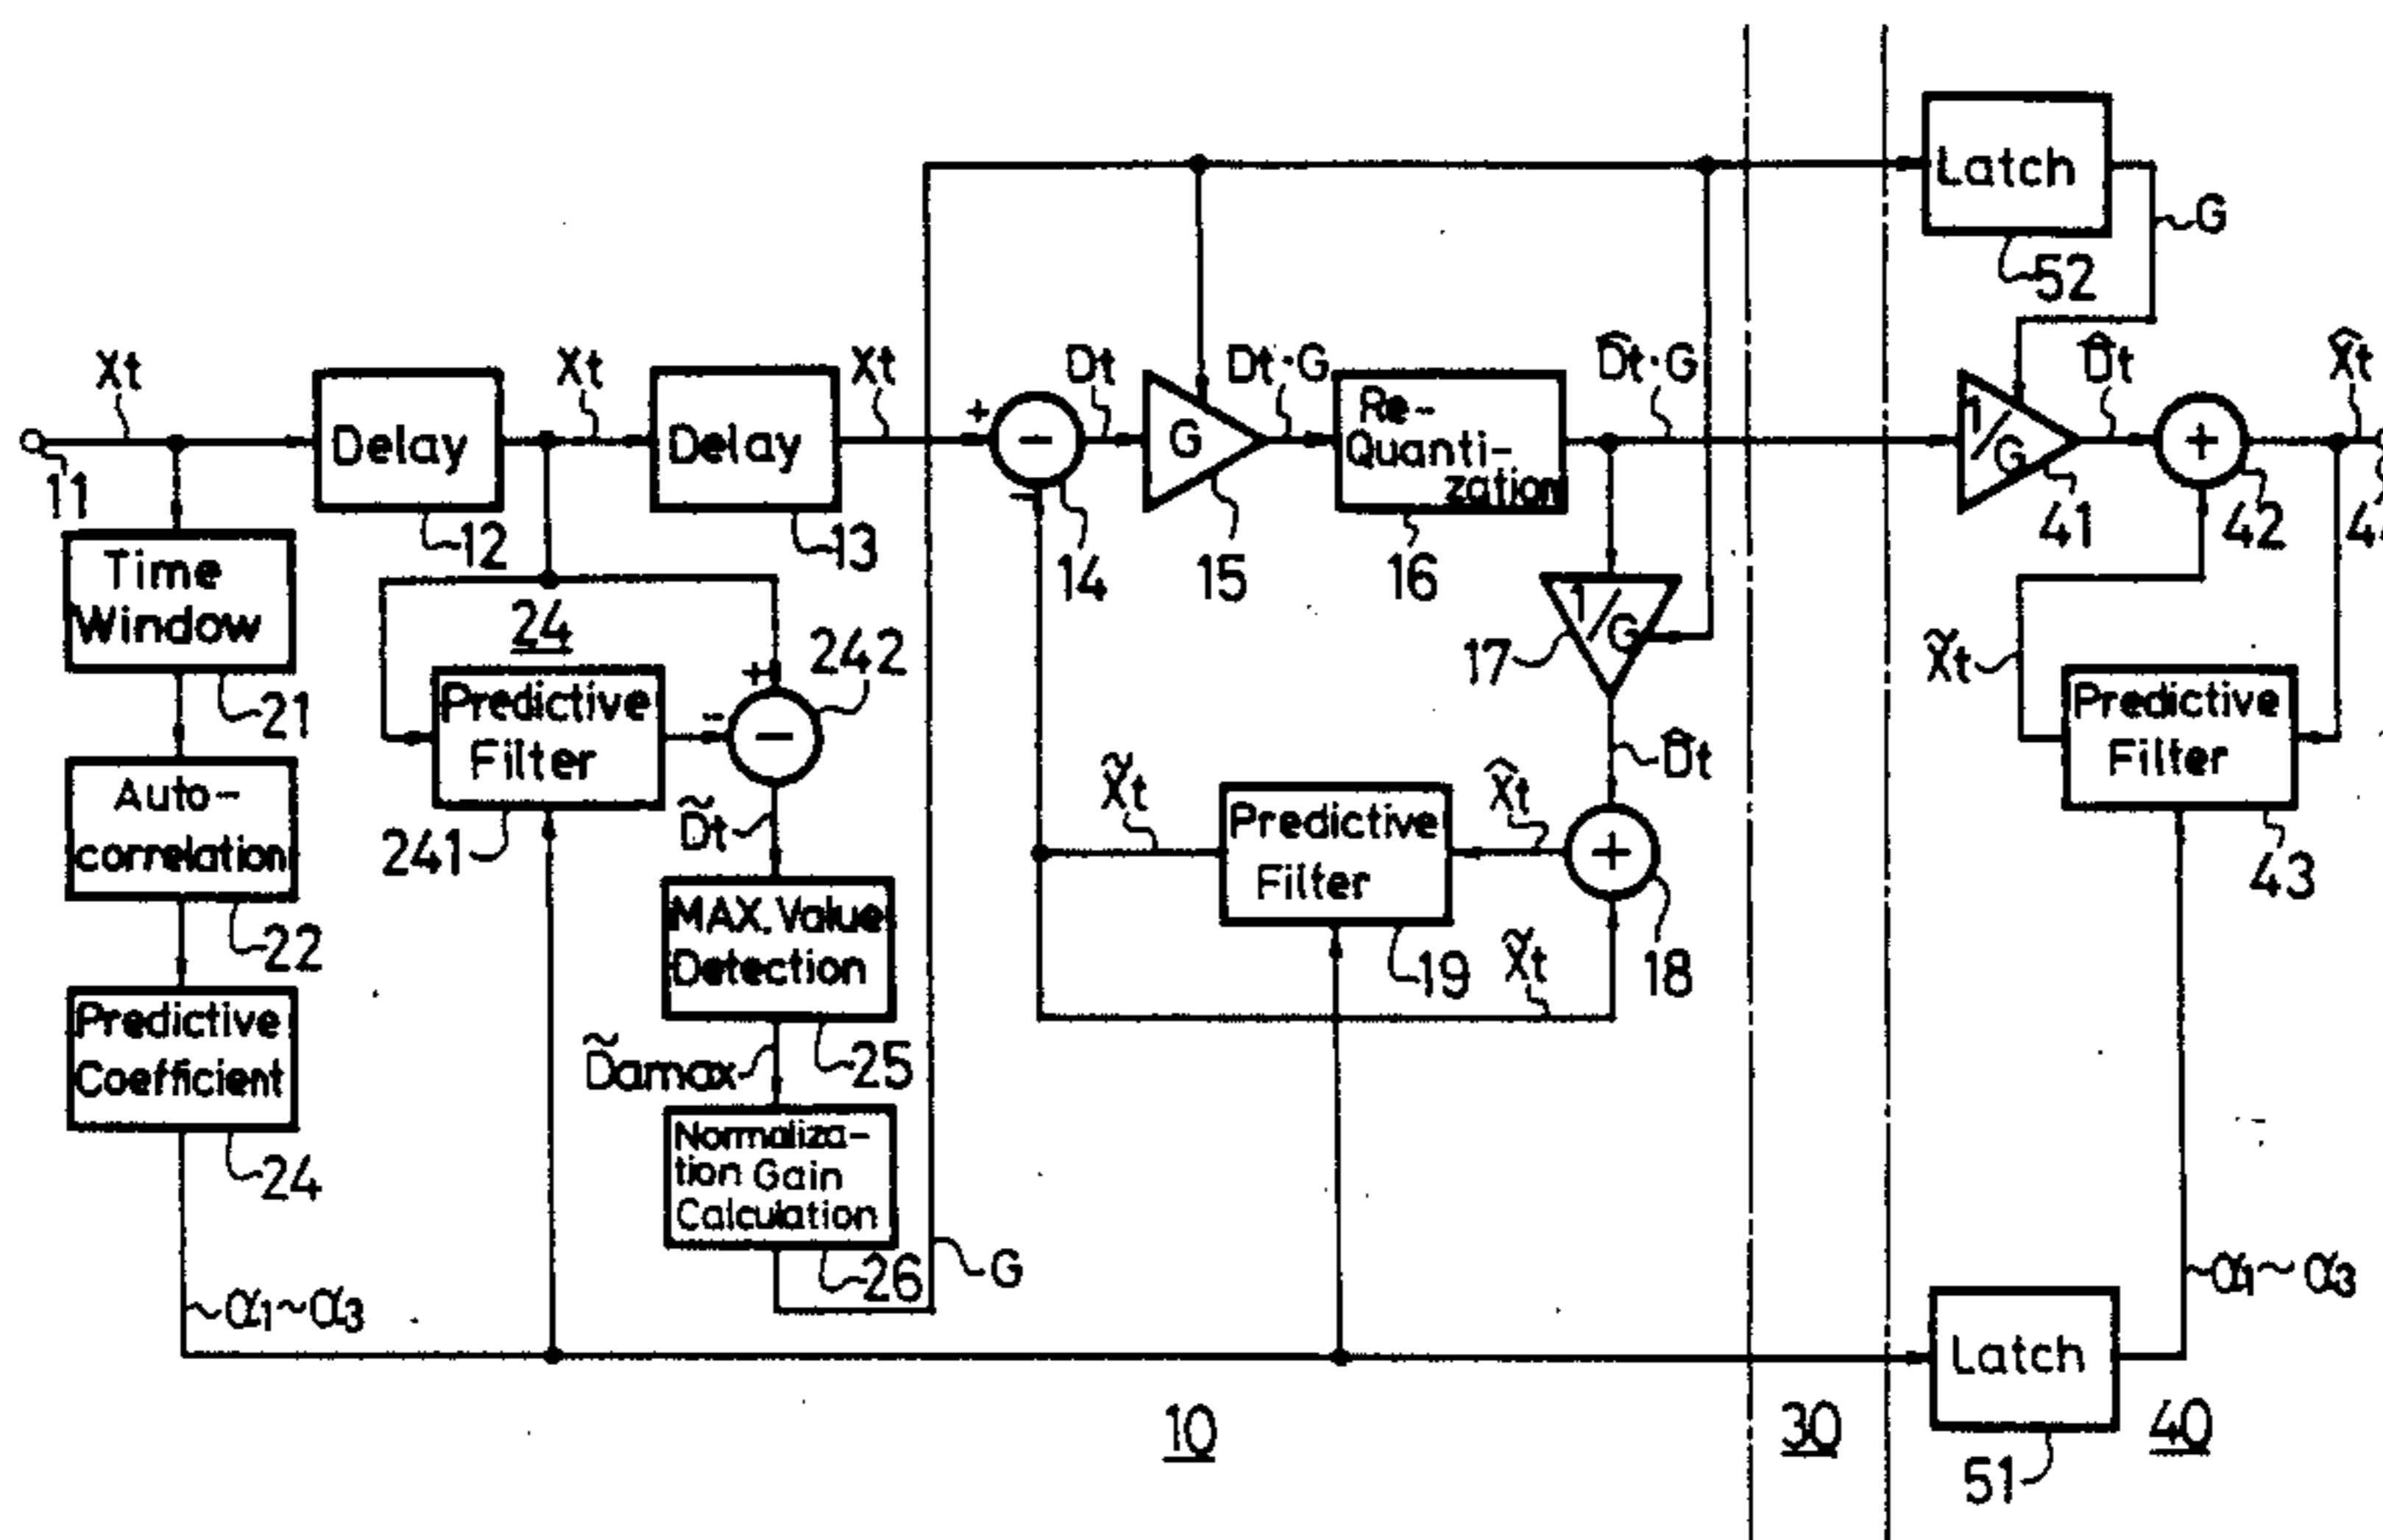 Latch
G
52
Xt
Delay
Xt
Delay
Xt
+
−
−
Dt
G
Dt·G
Re-
Quanti-
zation
D̂t·G
1/G
D̂t
+
X̂t
11
12
13
14
15
16
41
42
Time
Window
21
24
Predictive
Filter
241
+
−
−
242
17
1/G
X̃t
Predictive
Filter
43
Auto-
correlation
22
D̃t
MAX. Value
Detection
25
X̃t
Predictive
Filter
19
X̂t
D̂t
+
18
X̃t
Predictive
Coefficient
24
D̃amax
Normaliza-
tion Gain
Calculation
26
G
α1~α3
α1~α3
Latch
51
10
30
40